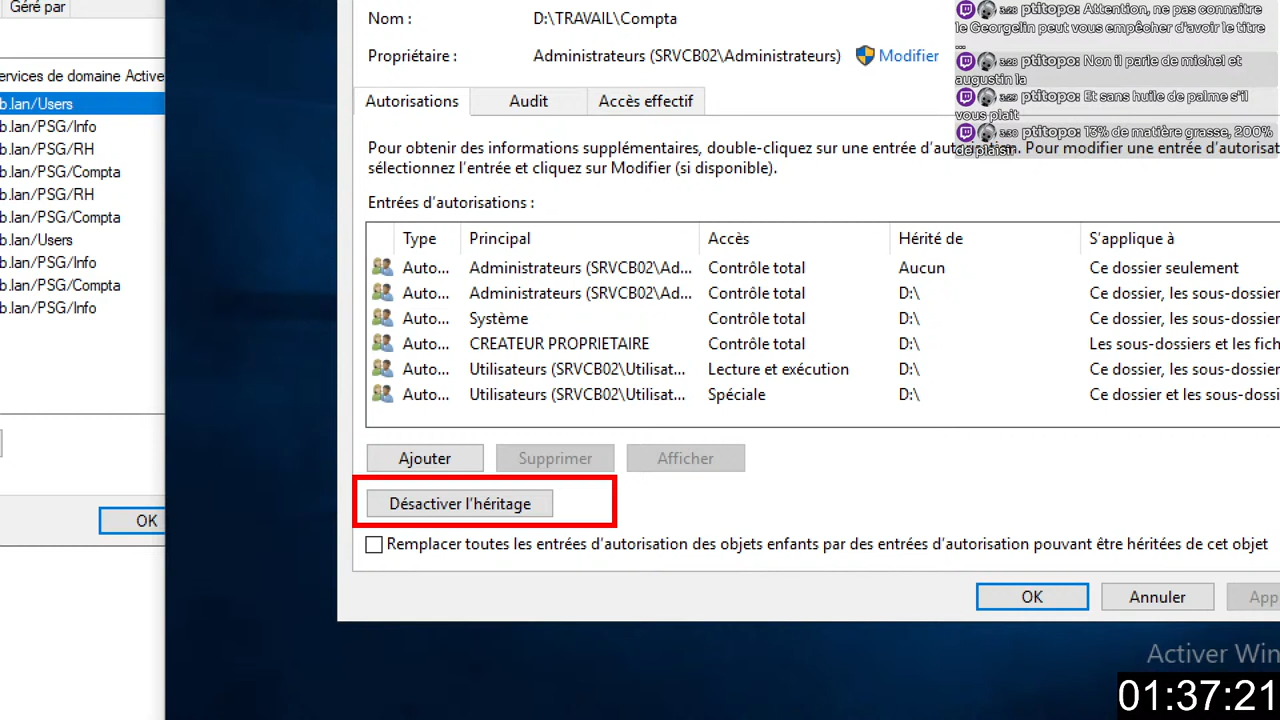 Géré par
ervices de domaine Active
b.lan/Users
b.lan/PSG/Info
b.lan/PSG/RH
b.lan/PSG/Compta
b.lan/PSG/RH
b.lan/PSG/Compta
b.lan/Users
b.lan/PSG/Info
b.lan/PSG/Compta
b.lan/PSG/Info
OK
Nom : D:\TRAVAIL\Compta
Propriétaire : Administrateurs (SRVCB02\Administrateurs) Modifier
Autorisations Audit Accès effectif
Pour obtenir des informations supplémentaires, double-cliquez sur une entrée d'autorisation. Pour modifier une entrée d'autorisat
sélectionnez l'entrée et cliquez sur Modifier (si disponible).
Entrées d'autorisations :
Type Principal Accès Hérité de S'applique à
Auto... Administrateurs (SRVCB02\Ad... Contrôle total Aucun Ce dossier seulement
Auto... Administrateurs (SRVCB02\Ad... Contrôle total D:\ Ce dossier, les sous-dossier
Auto... Système Contrôle total D:\ Ce dossier, les sous-dossier
Auto... CREATEUR PROPRIETAIRE Contrôle total D:\ Les sous-dossiers et les fich
Auto... Utilisateurs (SRVCB02\Utilisat... Lecture et exécution D:\ Ce dossier, les sous-dossier
Auto... Utilisateurs (SRVCB02\Utilisat... Spéciale D:\ Ce dossier et les sous-dossi
Ajouter Supprimer Afficher
Désactiver l'héritage
Remplacer toutes les entrées d'autorisation des objets enfants par des entrées d'autorisation pouvant être héritées de cet objet
OK Annuler App
3:28 ptitopo: Attention, ne pas connaitre
le Georgelin peut vous empêcher d'avoir le titre
...
3:28 ptitopo: Non il parle de michel et
augustin la
3:29 ptitopo: Et sans huile de palme s'il
vous plait
3:30 ptitopo: 13% de matière grasse, 200%
de plaisir
Activer Win
01:37:21